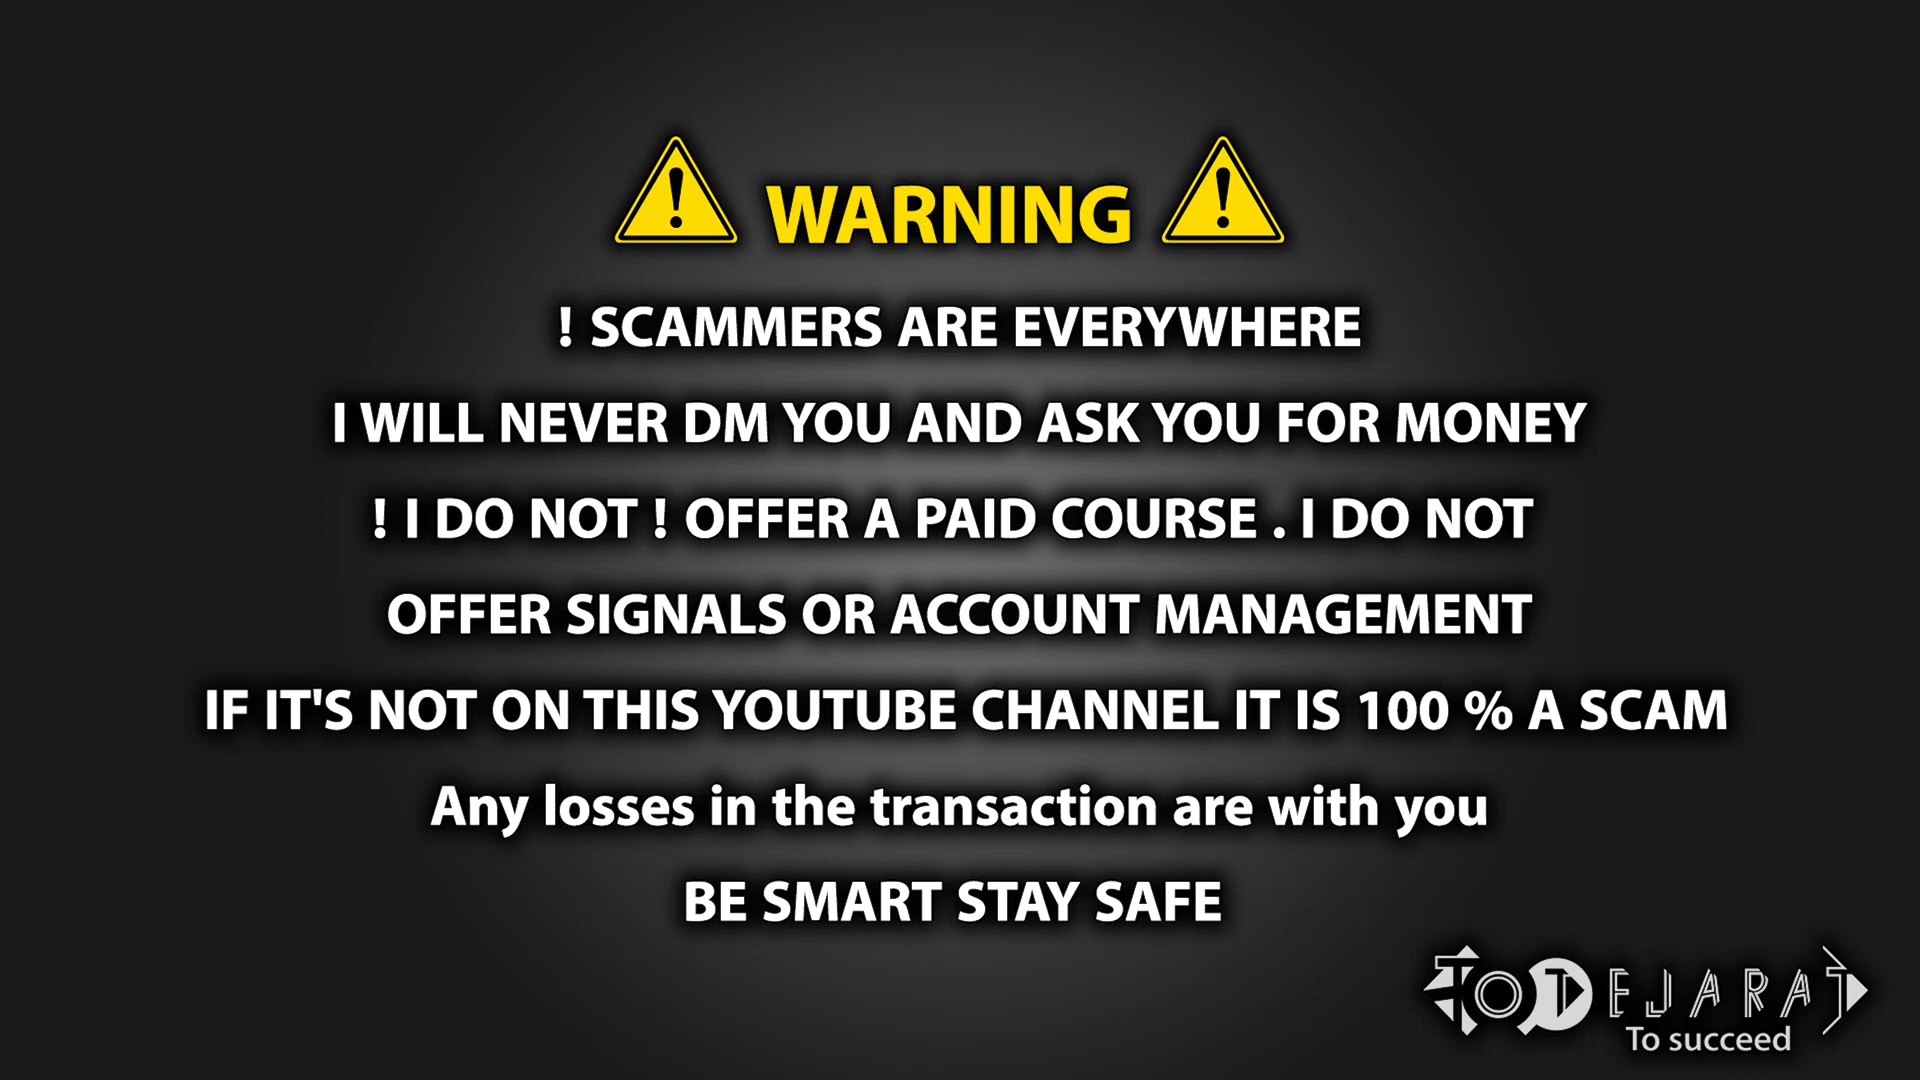 WARNING
! SCAMMERS ARE EVERYWHERE
I WILL NEVER DM YOU AND ASK YOU FOR MONEY
! I DO NOT ! OFFER A PAID COURSE . I DO NOT
OFFER SIGNALS OR ACCOUNT MANAGEMENT
IF IT'S NOT ON THIS YOUTUBE CHANNEL IT IS 100 % A SCAM
Any losses in the transaction are with you
BE SMART STAY SAFE
TO TEJARAT
To succeed